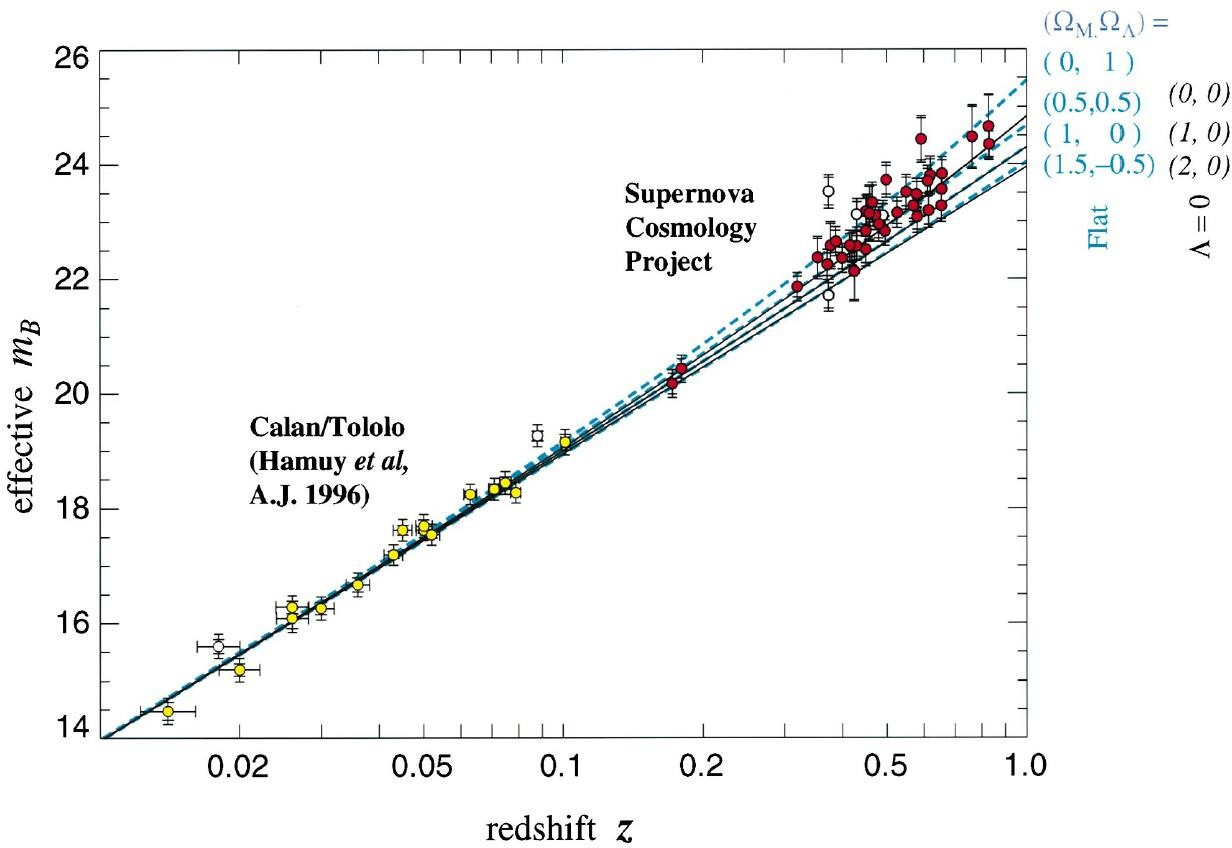 (Ω_M, Ω_Λ) =
26
( 0, 1 )
(0.5,0.5) (0, 0)
( 1, 0 ) (1, 0)
(1.5,–0.5) (2, 0)
24
Flat
Λ = 0
Supernova
Cosmology
Project
22
effective m_B
20
Calan/Tololo
(Hamuy et al,
A.J. 1996)
18
16
14
0.02 0.05 0.1 0.2 0.5 1.0
redshift z